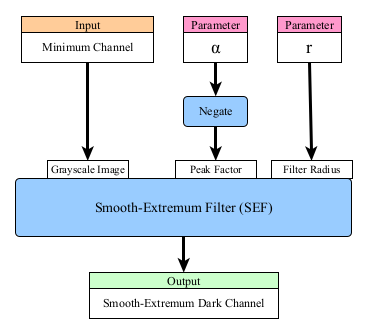 Input
Minimum Channel
Parameter
α
Parameter
r
Negate
Grayscale Image
Peak Factor
Filter Radius
Smooth-Extremum Filter (SEF)
Output
Smooth-Extremum Dark Channel